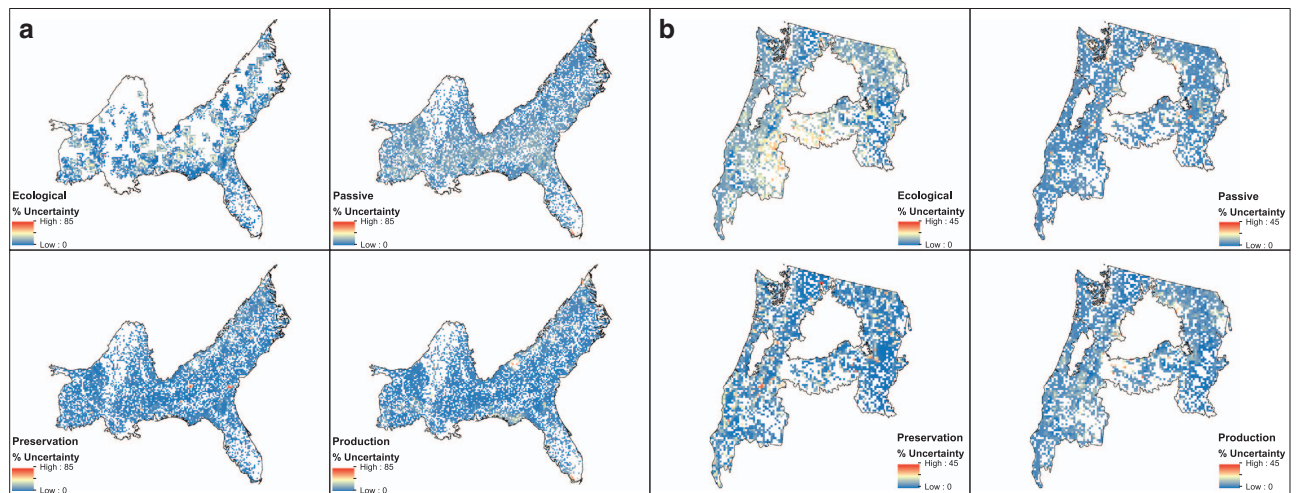 a
Ecological
% Uncertainty
High : 85
Low : 0
Passive
% Uncertainty
High : 85
Low : 0
b
Ecological
% Uncertainty
High : 45
Low : 0
Passive
% Uncertainty
High : 45
Low : 0
Preservation
% Uncertainty
High : 85
Low : 0
Production
% Uncertainty
High : 85
Low : 0
Preservation
% Uncertainty
High : 45
Low : 0
Production
% Uncertainty
High : 45
Low : 0